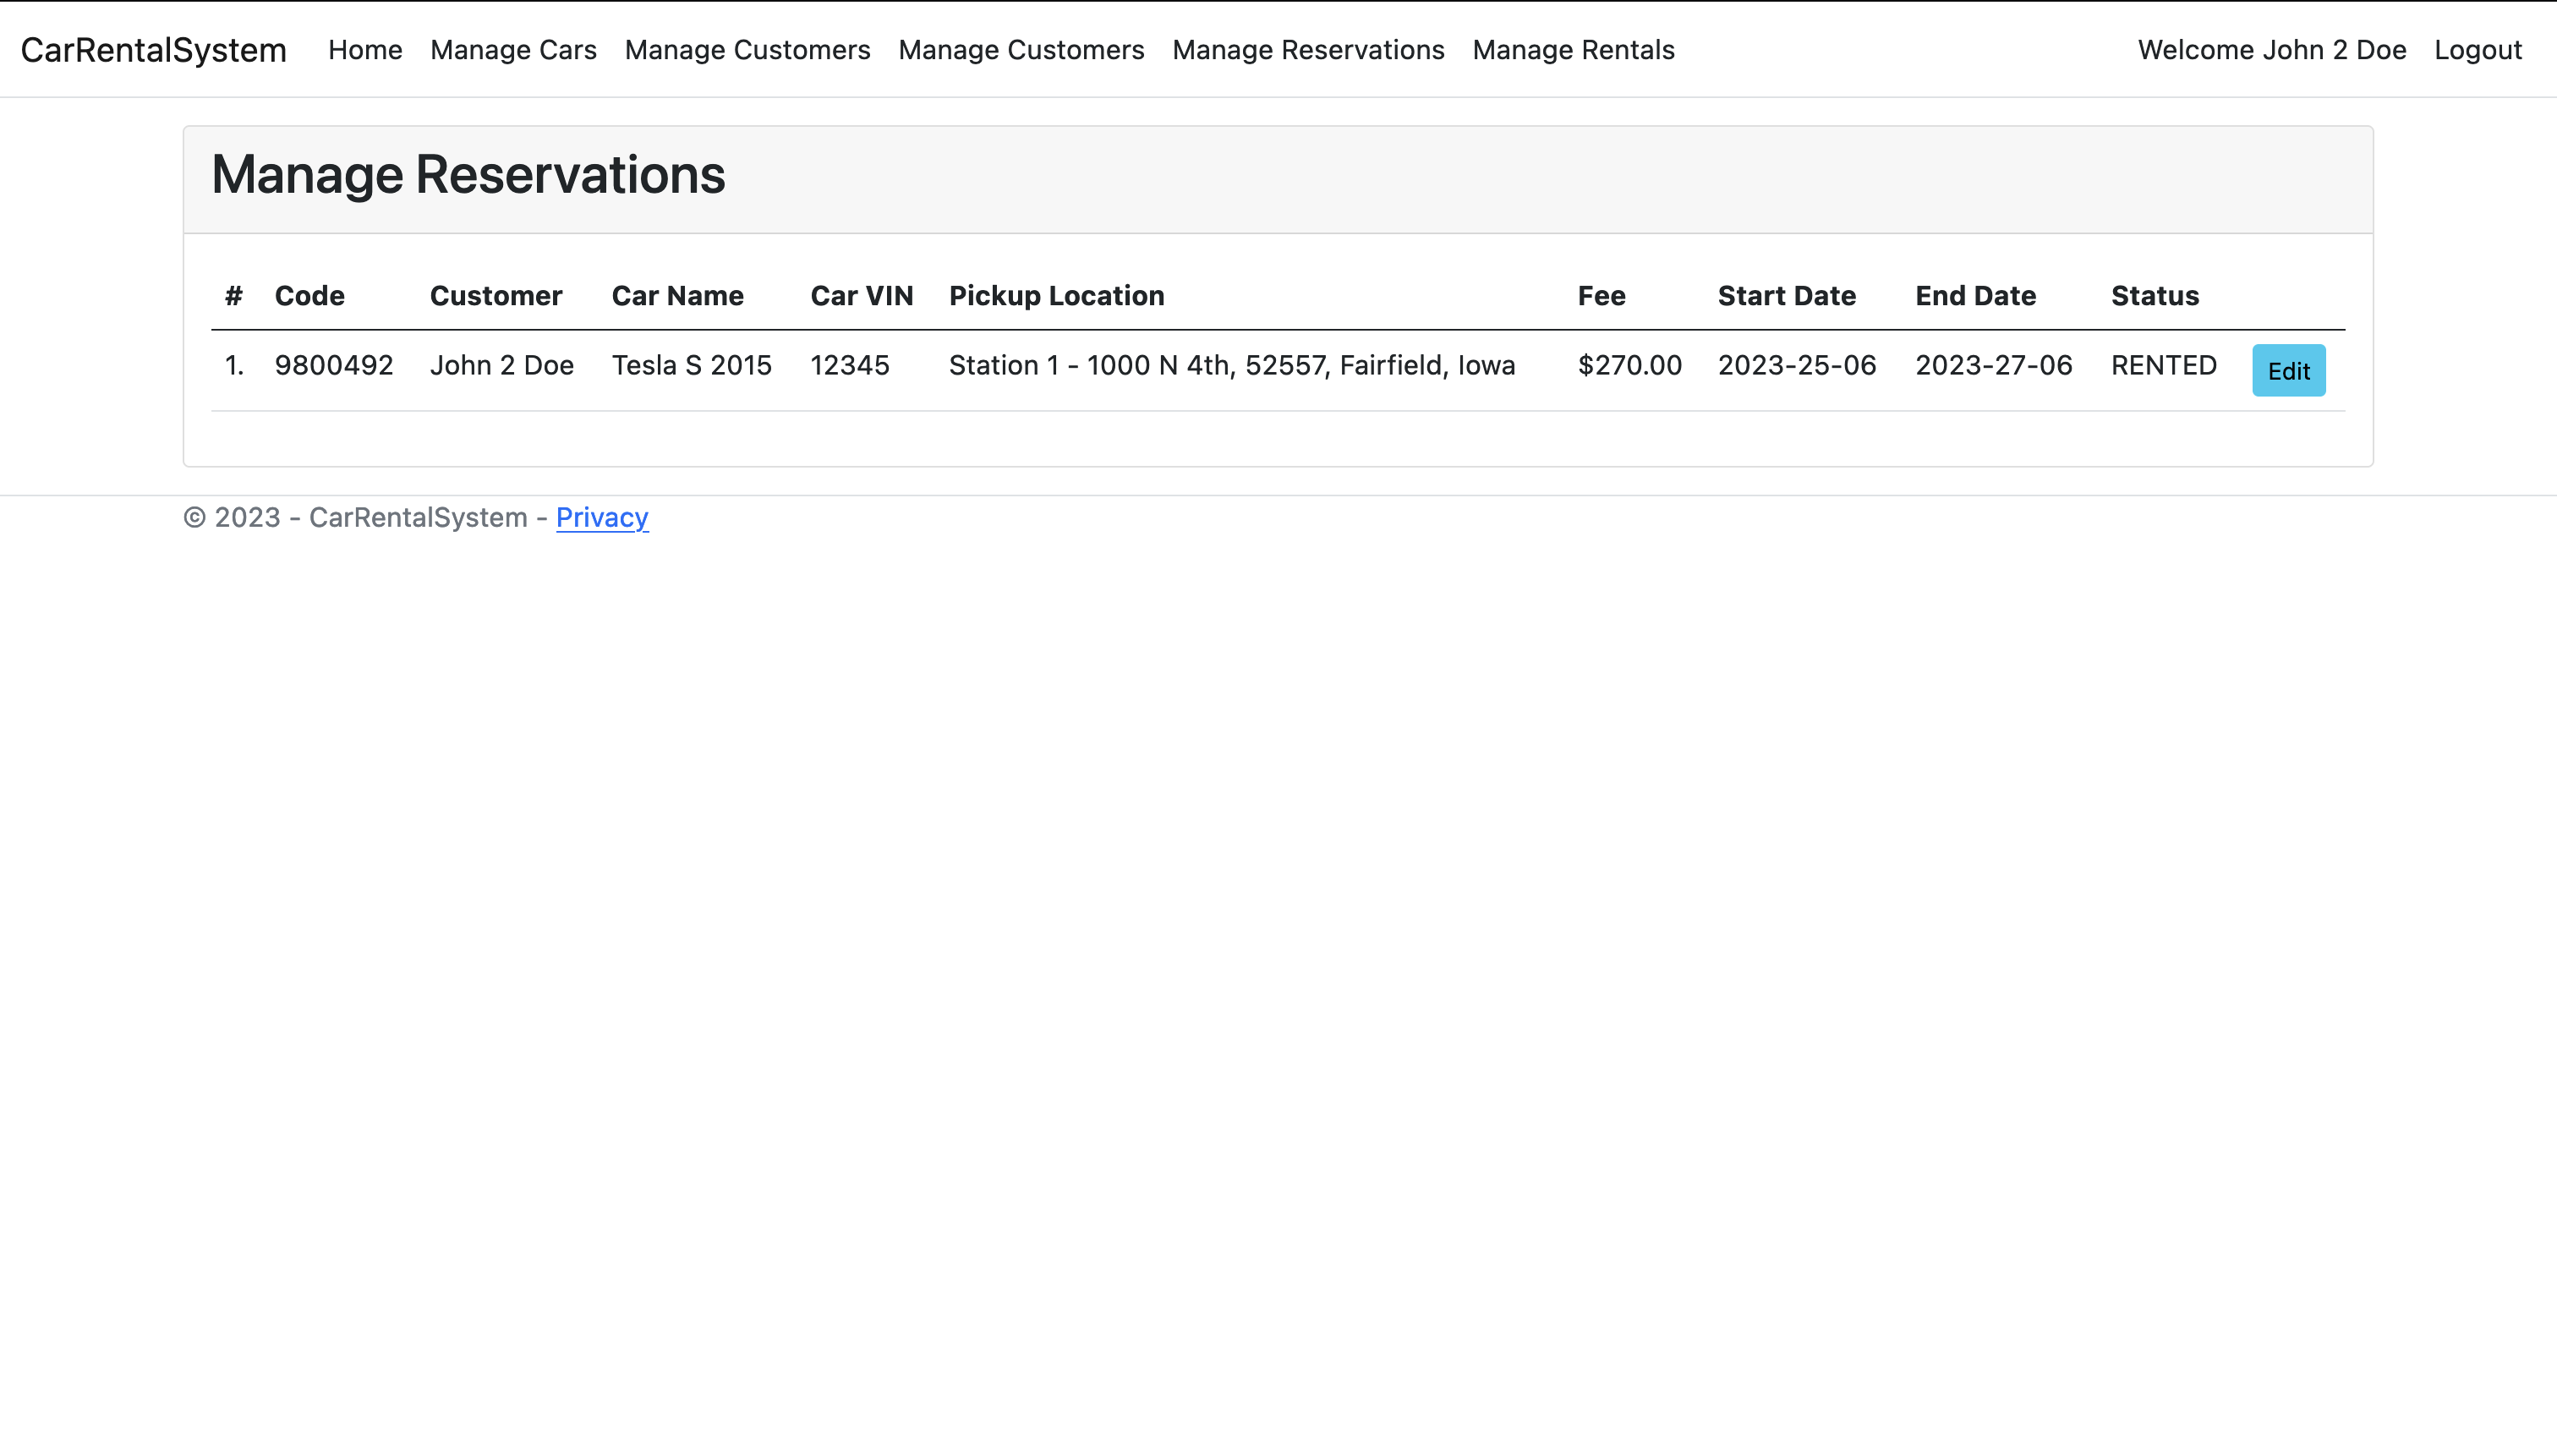 CarRentalSystem Home Manage Cars Manage Customers Manage Customers Manage Reservations Manage Rentals Welcome John 2 Doe Logout
Manage Reservations
# Code Customer Car Name Car VIN Pickup Location Fee Start Date End Date Status
1. 9800492 John 2 Doe Tesla S 2015 12345 Station 1 - 1000 N 4th, 52557, Fairfield, Iowa $270.00 2023-25-06 2023-27-06 RENTED Edit
© 2023 - CarRentalSystem - Privacy